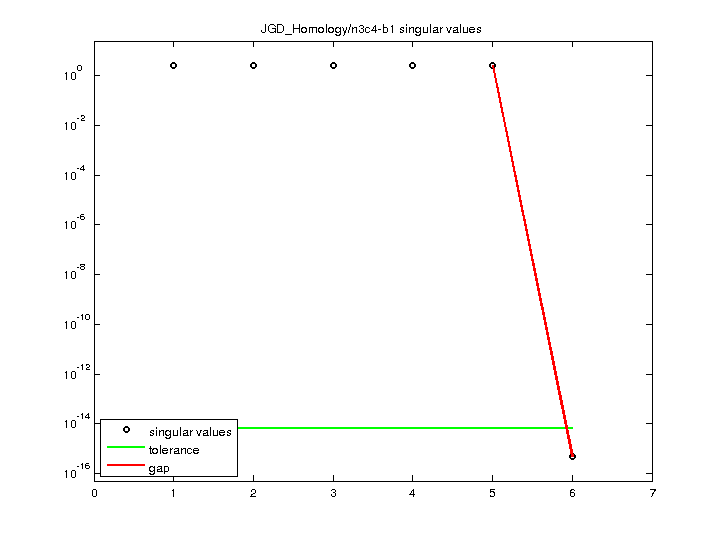 JGD_Homology/n3c4-b1 singular values
10^0
10^-2
10^-4
10^-6
10^-8
10^-10
10^-12
10^-14
10^-16
singular values
tolerance
gap
0 1 2 3 4 5 6 7